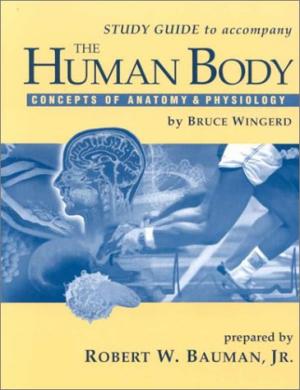 STUDY GUIDE to accompany
THE
HUMAN BODY
CONCEPTS OF ANATOMY & PHYSIOLOGY
by BRUCE WINGERD
prepared by
ROBERT W. BAUMAN, JR.